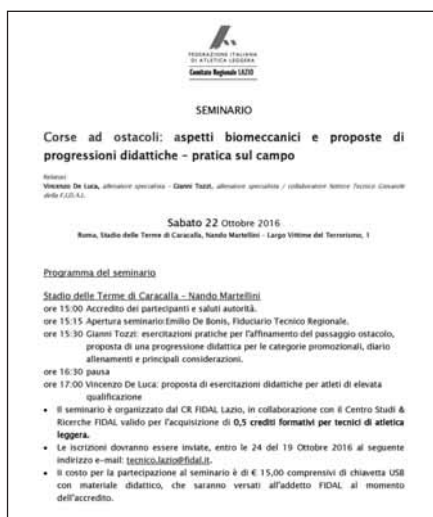 FEDERAZIONE ITALIANA
DI ATLETICA LEGGERA
Comitato Regionale LAZIO
SEMINARIO
Corse ad ostacoli: aspetti biomeccanici e proposte di
progressioni didattiche – pratica sul campo
Relatori
Vincenzo De Luca, allenatore specialista – Gianni Tozzi, allenatore specialista / collaboratore Settore Tecnico Giovanile
della F.I.D.A.L.
Sabato 22 Ottobre 2016
Roma, Stadio delle Terme di Caracalla, Nando Martellini – Largo Vittime del Terrorismo, 1
Programma del seminario
Stadio delle Terme di Caracalla – Nando Martellini
ore 15:00 Accredito dei partecipanti e saluti autorità.
ore 15:15 Apertura seminario:Emilio De Bonis, Fiduciario Tecnico Regionale.
ore 15:30 Gianni Tozzi: esercitazioni pratiche per l'affinamento del passaggio ostacolo,
proposta di una progressione didattica per le categorie promozionali, diario
allenamenti e principali considerazioni.
ore 16:30 pausa
ore 17:00 Vincenzo De Luca: proposta di esercitazioni didattiche per atleti di elevata
qualificazione
• Il seminario è organizzato dal CR FIDAL Lazio, in collaborazione con il Centro Studi &
Ricerche FIDAL valido per l'acquisizione di 0,5 crediti formativi per tecnici di atletica
leggera.
• Le iscrizioni dovranno essere inviate, entro le 24 del 19 Ottobre 2016 al seguente
indirizzo e-mail: tecnico.lazio@fidal.it.
• Il costo per la partecipazione al seminario è di € 15,00 comprensivi di chiavetta USB
con materiale didattico, che saranno versati all'addetto FIDAL al momento
dell'accredito.